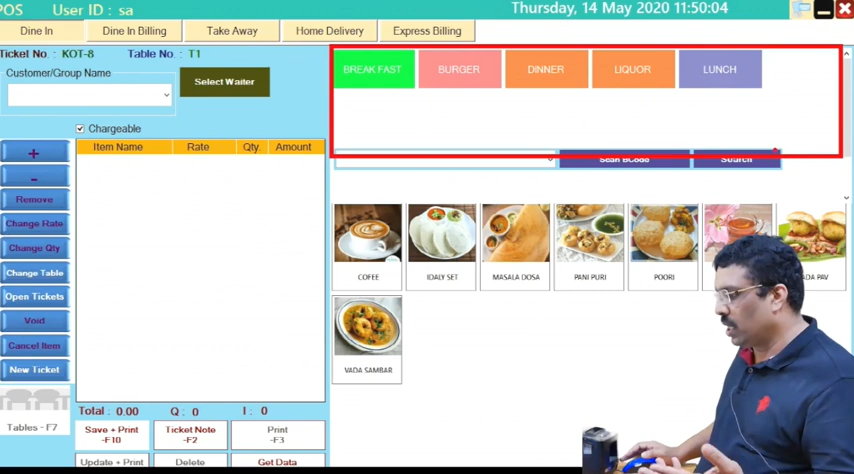 POS User ID : sa Thursday, 14 May 2020 11:50:04
Dine In Dine In Billing Take Away Home Delivery Express Billing
Ticket No. : KOT-8 Table No. : T1
Customer/Group Name
Select Waiter
BREAK FAST BURGER DINNER LIQUOR LUNCH
Chargeable
Item Name Rate Qty. Amount
Scan BCode Search
+
-
Remove
Change Rate
Change Qty
Change Table
Open Tickets
Void
Cancel Item
New Ticket
COFEE IDALY SET MASALA DOSA PANI PURI POORI
VADA SAMBAR
Total : 0.00 Q : 0 I : 0
Tables - F7
Save + Print
-F10
Ticket Note
-F2
Print
-F3
Update + Print Delete Get Data